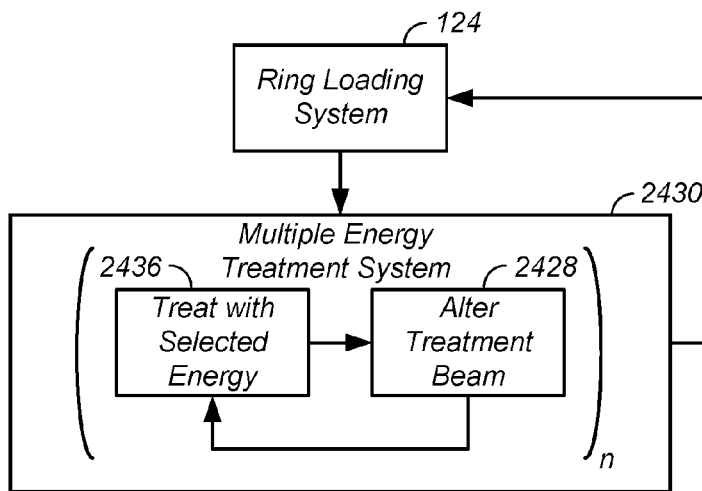 124
Ring Loading
System
2430
Multiple Energy
Treatment System
2436
2428
Treat with
Selected
Energy
Alter
Treatment
Beam
n